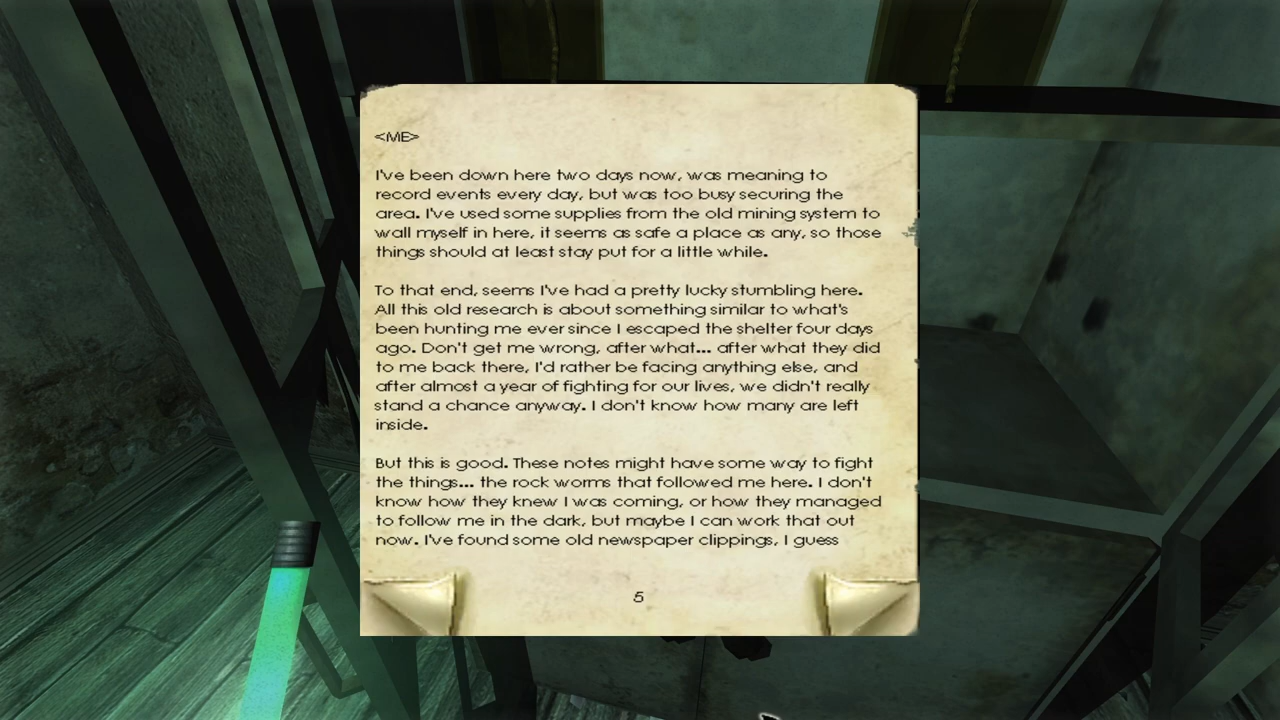 <ME>
I've been down here two days now, was meaning to
record events every day, but was too busy securing the
area. I've used some supplies from the old mining system to
wall myself in here, it seems as safe a place as any, so those
things should at least stay put for a little while.
To that end, seems I've had a pretty lucky stumbling here.
All this old research is about something similar to what's
been hunting me ever since I escaped the shelter four days
ago. Don't get me wrong, after what... after what they did
to me back there, I'd rather be facing anything else, and
after almost a year of fighting for our lives, we didn't really
stand a chance anyway. I don't know how many are left
inside.
But this is good. These notes might have some way to fight
the things... the rock worms that followed me here. I don't
know how they knew I was coming, or how they managed
to follow me in the dark, but maybe I can work that out
now. I've found some old newspaper clippings, I guess
5